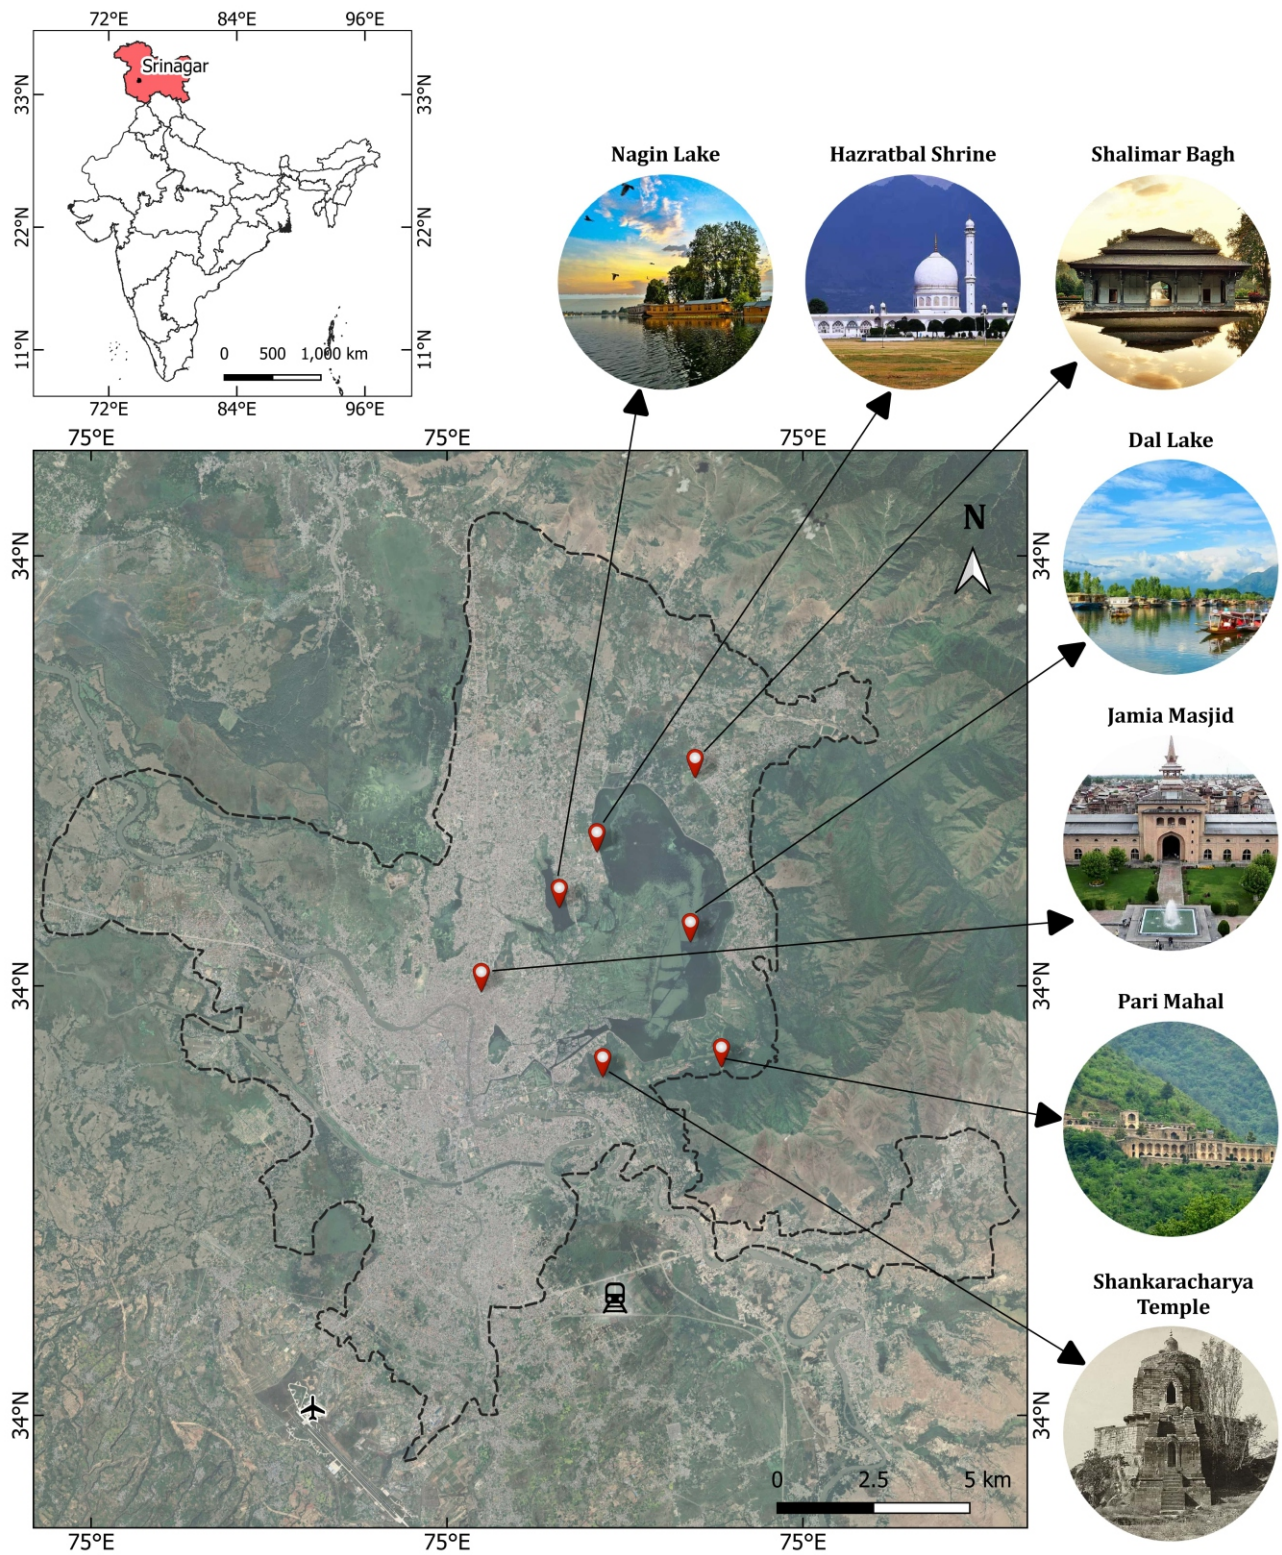 72°E 84°E 96°E
33°N 33°N
Srinagar
22°N 22°N
11°N 11°N
0 500 1,000 km
72°E 84°E 96°E
Nagin Lake
Hazratbal Shrine
Shalimar Bagh
75°E 75°E 75°E
Dal Lake
N
34°N 34°N
Jamia Masjid
34°N 34°N
Pari Mahal
Shankaracharya
Temple
34°N 34°N
0 2.5 5 km
75°E 75°E 75°E